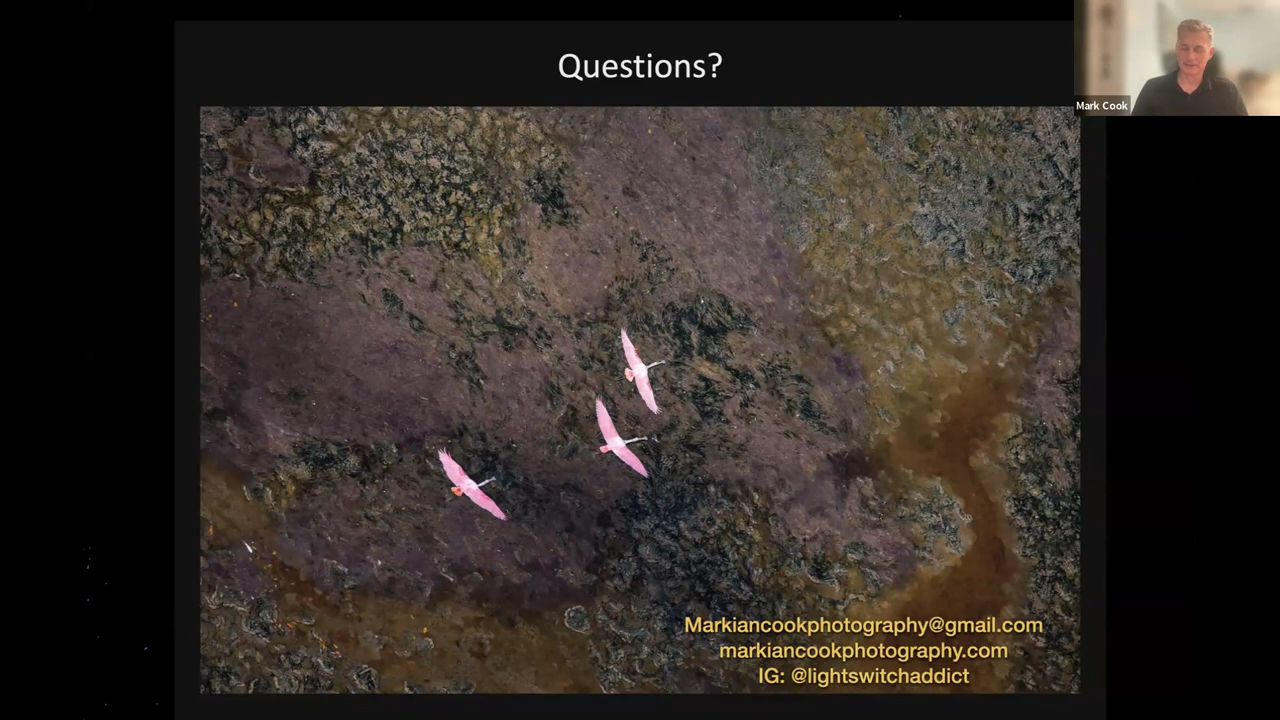 Questions?
Mark Cook
Markiancookphotography@gmail.com
markiancookphotography.com
IG: @lightswitchaddict